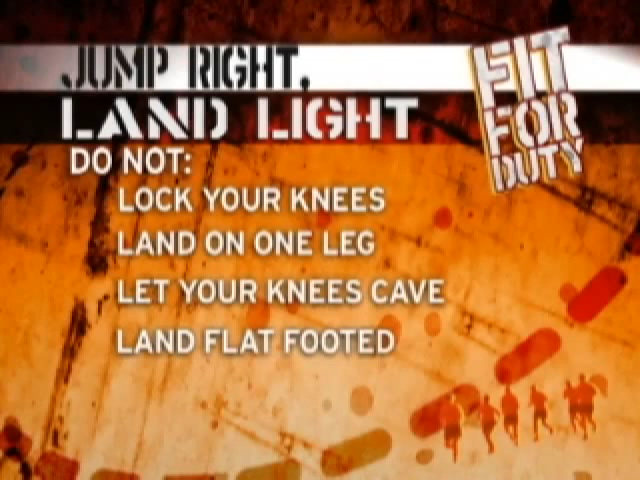 JUMP RIGHT,
LAND LIGHT
FIT
FOR
DUTY
DO NOT:
LOCK YOUR KNEES
LAND ON ONE LEG
LET YOUR KNEES CAVE
LAND FLAT FOOTED